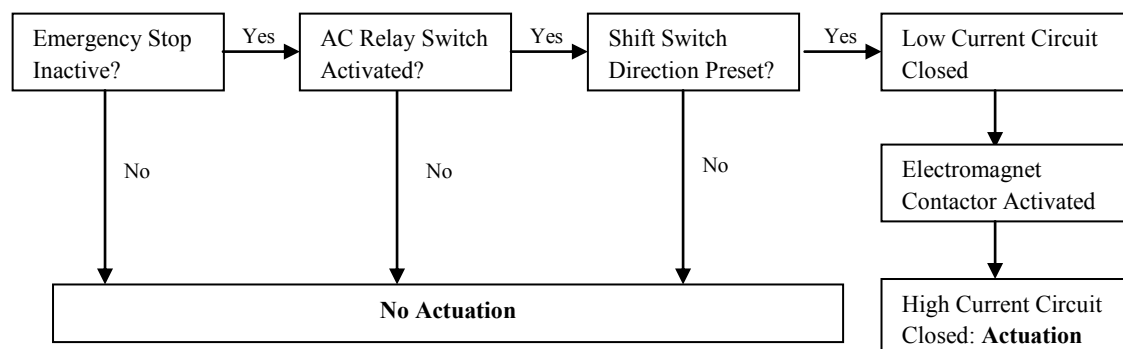 Emergency Stop
Inactive?
Yes
AC Relay Switch
Activated?
Yes
Shift Switch
Direction Preset?
Yes
Low Current Circuit
Closed
No
No
No
Electromagnet
Contactor Activated
No Actuation
High Current Circuit
Closed: Actuation